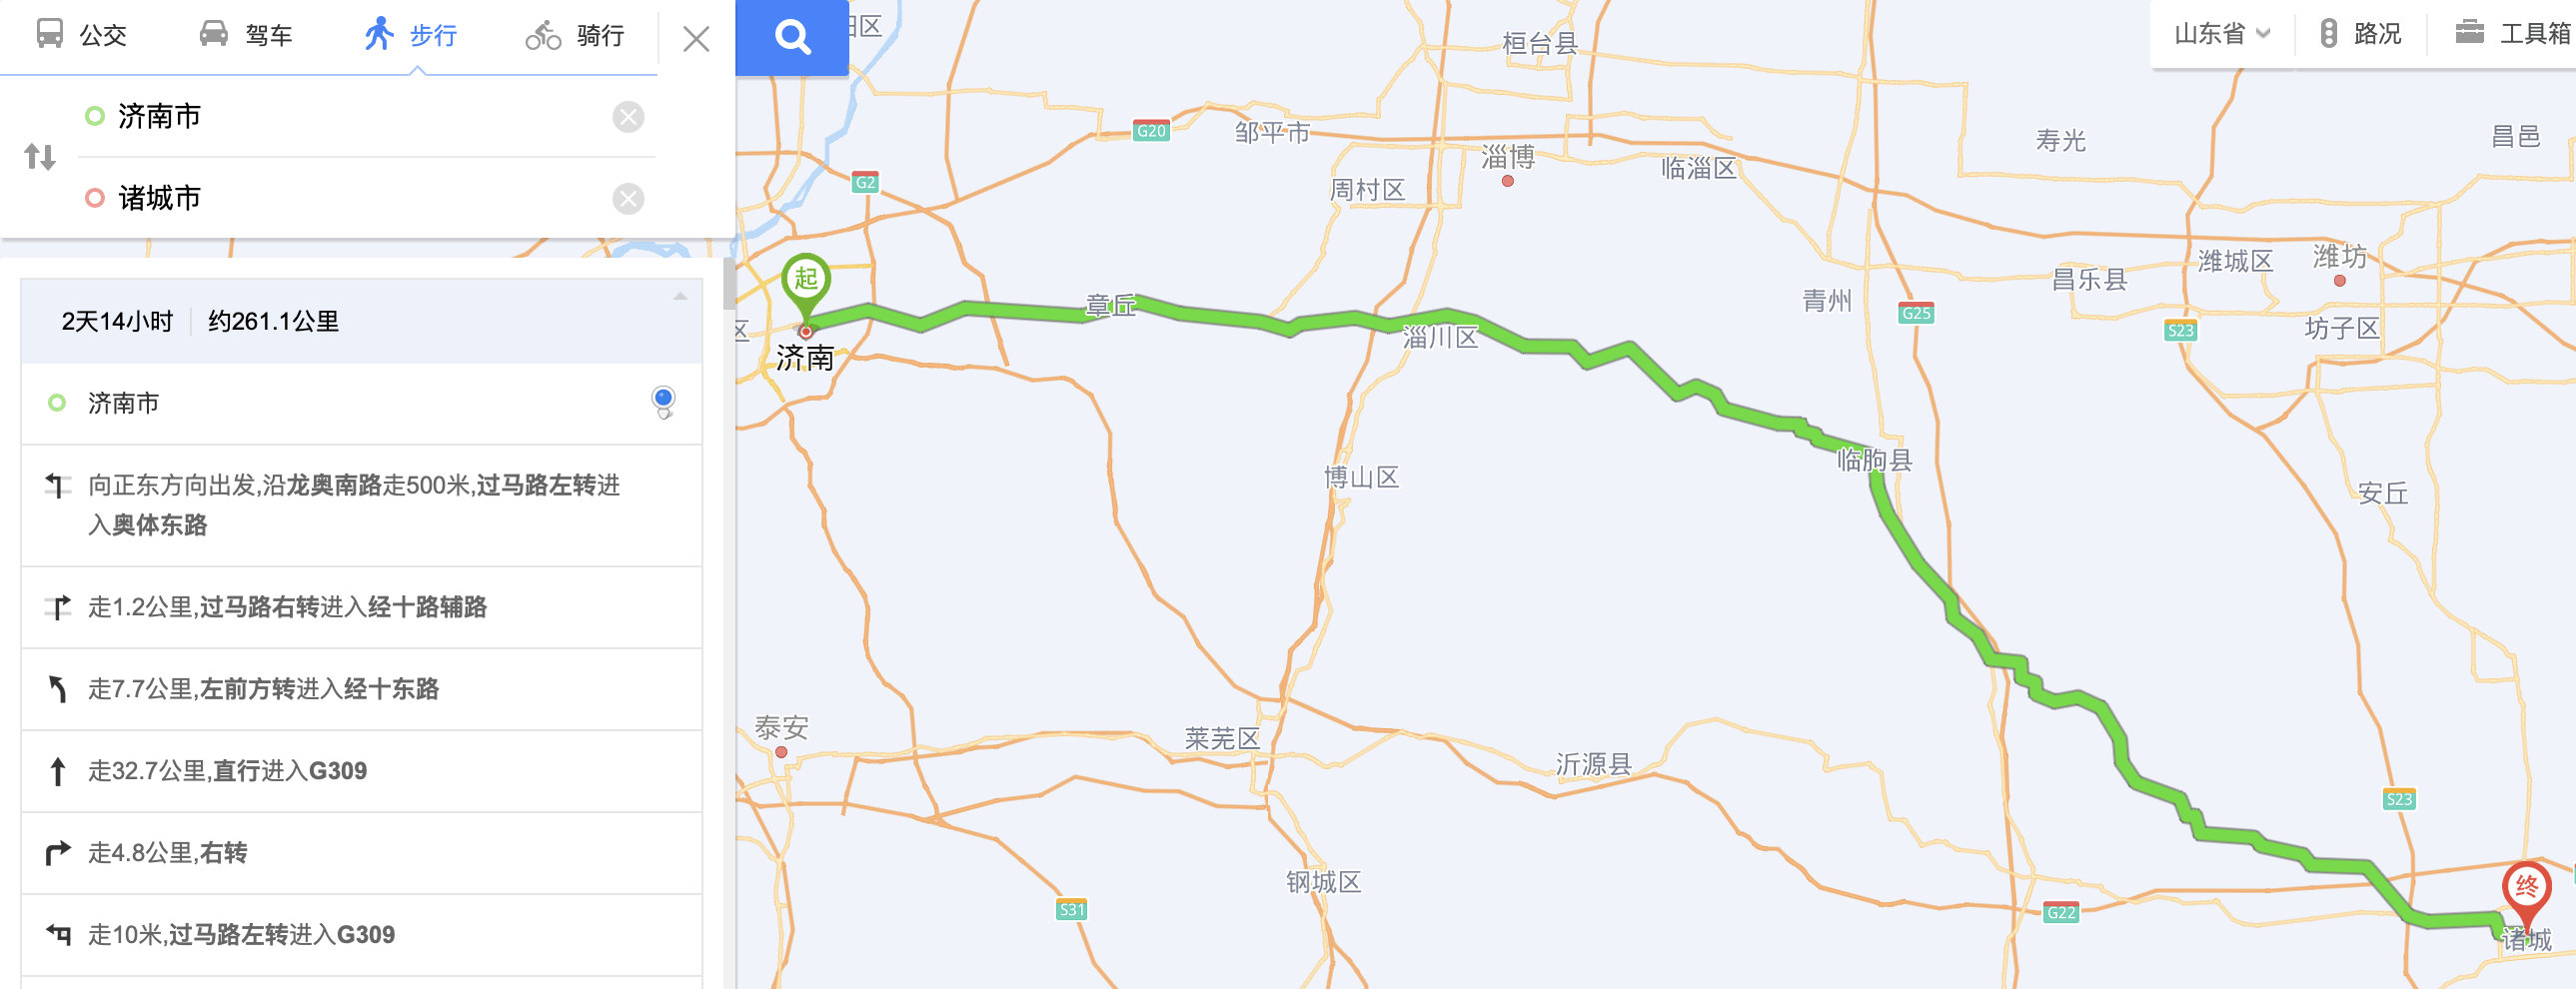 公交
驾车
步行
骑行
济南市
诸城市
2天14小时 约261.1公里
济南市
向正东方向出发,沿龙奥南路走500米,过马路左转进
入奥体东路
走1.2公里,过马路右转进入经十路辅路
走7.7公里,左前方转进入经十东路
走32.7公里,直行进入G309
走4.8公里,右转
走10米,过马路左转进入G309
山东省
路况
工具箱
桓台县
G20
邹平市
淄博
临淄区
寿光
昌邑
G2
周村区
起
章丘
淄川区
青州
G25
昌乐县
潍城区
潍坊
S23
坊子区
区
济南
博山区
临朐县
安丘
泰安
莱芜区
沂源县
S23
钢城区
S31
G22
终
诸城